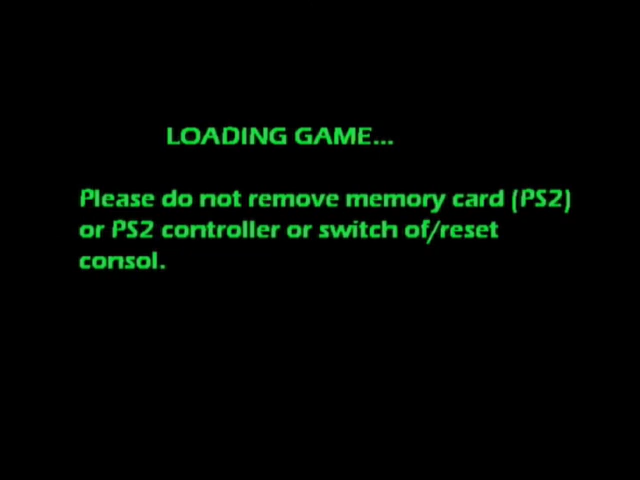 LOADING GAME...
Please do not remove memory card (PS2)
or PS2 controller or switch of/reset
consol.